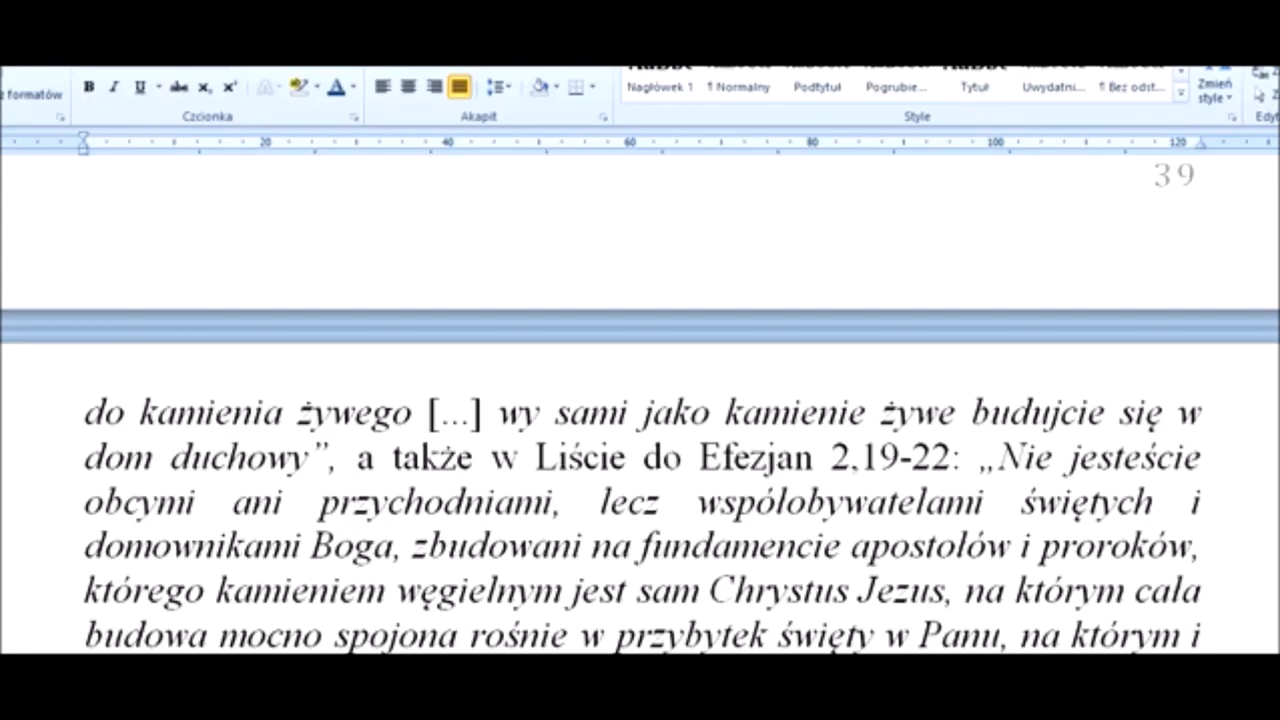 z formatów
B I U abc x₂ x² A A
Czcionka
Akapit
Nagłówek 1 ¶ Normalny Podtytuł Pogrubie... Tytuł Uwydatni... ¶ Bez odst...
Style
Zmień
style
Edyt
20 40 60 80 100 120
39
do kamienia żywego [...] wy sami jako kamienie żywe budujcie się w
dom duchowy”, a także w Liście do Efezjan 2,19-22: „Nie jesteście
obcymi ani przychodniami, lecz współobywatelami świętych i
domownikami Boga, zbudowani na fundamencie apostołów i proroków,
którego kamieniem węgielnym jest sam Chrystus Jezus, na którym cała
budowa mocno spojona rośnie w przybytek święty w Panu, na którym i